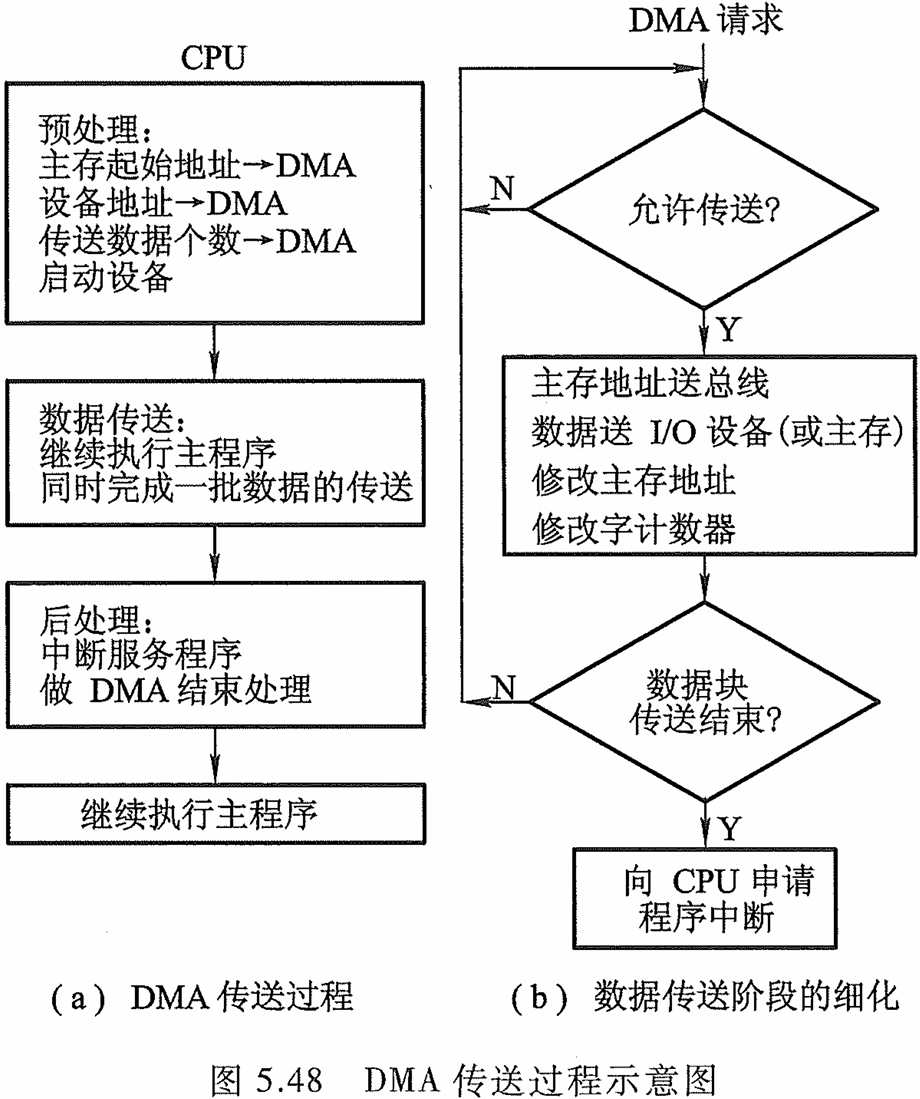 CPU
预处理：
主存起始地址→DMA
设备地址→DMA
传送数据个数→DMA
启动设备
数据传送：
继续执行主程序
同时完成一批数据的传送
后处理：
中断服务程序
做 DMA 结束处理
继续执行主程序
(a) DMA 传送过程
DMA 请求
允许传送?
N
Y
主存地址送总线
数据送 I/O 设备(或主存)
修改主存地址
修改字计数器
数据块
传送结束?
N
Y
向 CPU 申请
程序中断
(b) 数据传送阶段的细化
图 5.48 DMA 传送过程示意图